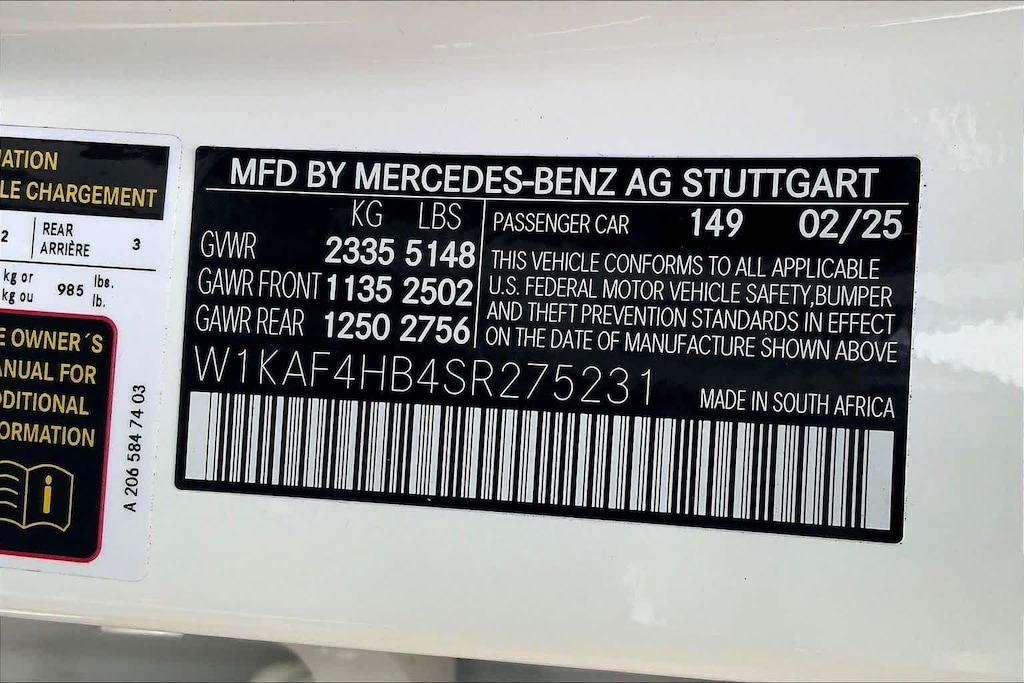 ATION
LE CHARGEMENT
2 REAR ARRIÈRE 3
kg or kg ou 985 lbs. lb.
E OWNER´S
ANUAL FOR
DDITIONAL
ORMATION
A 206 584 74 03
MFD BY MERCEDES-BENZ AG STUTTGART
KG LBS
GVWR 2335 5148
GAWR FRONT 1135 2502
GAWR REAR 1250 2756
PASSENGER CAR 149 02/25
THIS VEHICLE CONFORMS TO ALL APPLICABLE
U.S. FEDERAL MOTOR VEHICLE SAFETY,BUMPER
AND THEFT PREVENTION STANDARDS IN EFFECT
ON THE DATE OF MANUFACTURE SHOWN ABOVE
W1KAF4HB4SR275231
MADE IN SOUTH AFRICA